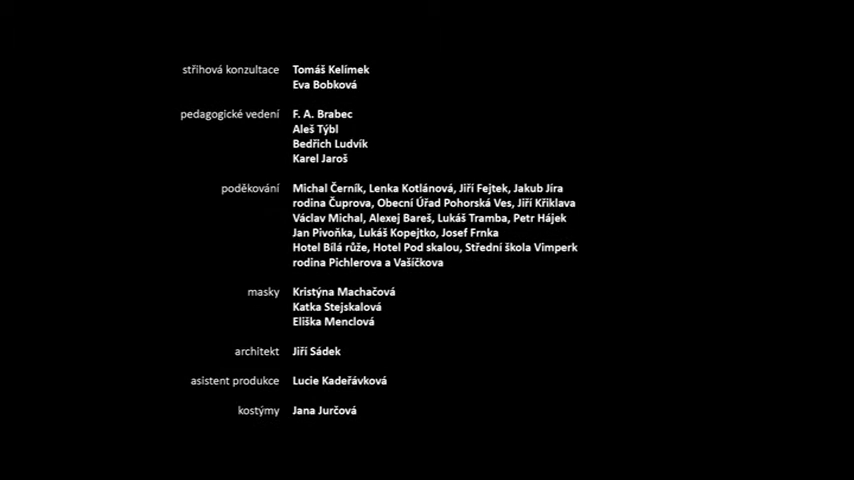 střihová konzultace Tomáš Kelímek
Eva Bobková
pedagogické vedení F. A. Brabec
Aleš Týbl
Bedřich Ludvík
Karel Jaroš
poděkování Michal Černík, Lenka Kotlánová, Jiří Fejtek, Jakub Jíra
rodina Čuprova, Obecní Úřad Pohorská Ves, Jiří Křiklava
Václav Michal, Alexej Bareš, Lukáš Tramba, Petr Hájek
Jan Pivoňka, Lukáš Kopejtko, Josef Frnka
Hotel Bílá růže, Hotel Pod skalou, Střední škola Vimperk
rodina Pichlerova a Vašíčkova
masky Kristýna Machačová
Katka Stejskalová
Eliška Menclová
architekt Jiří Sádek
asistent produkce Lucie Kadeřávková
kostýmy Jana Jurčová